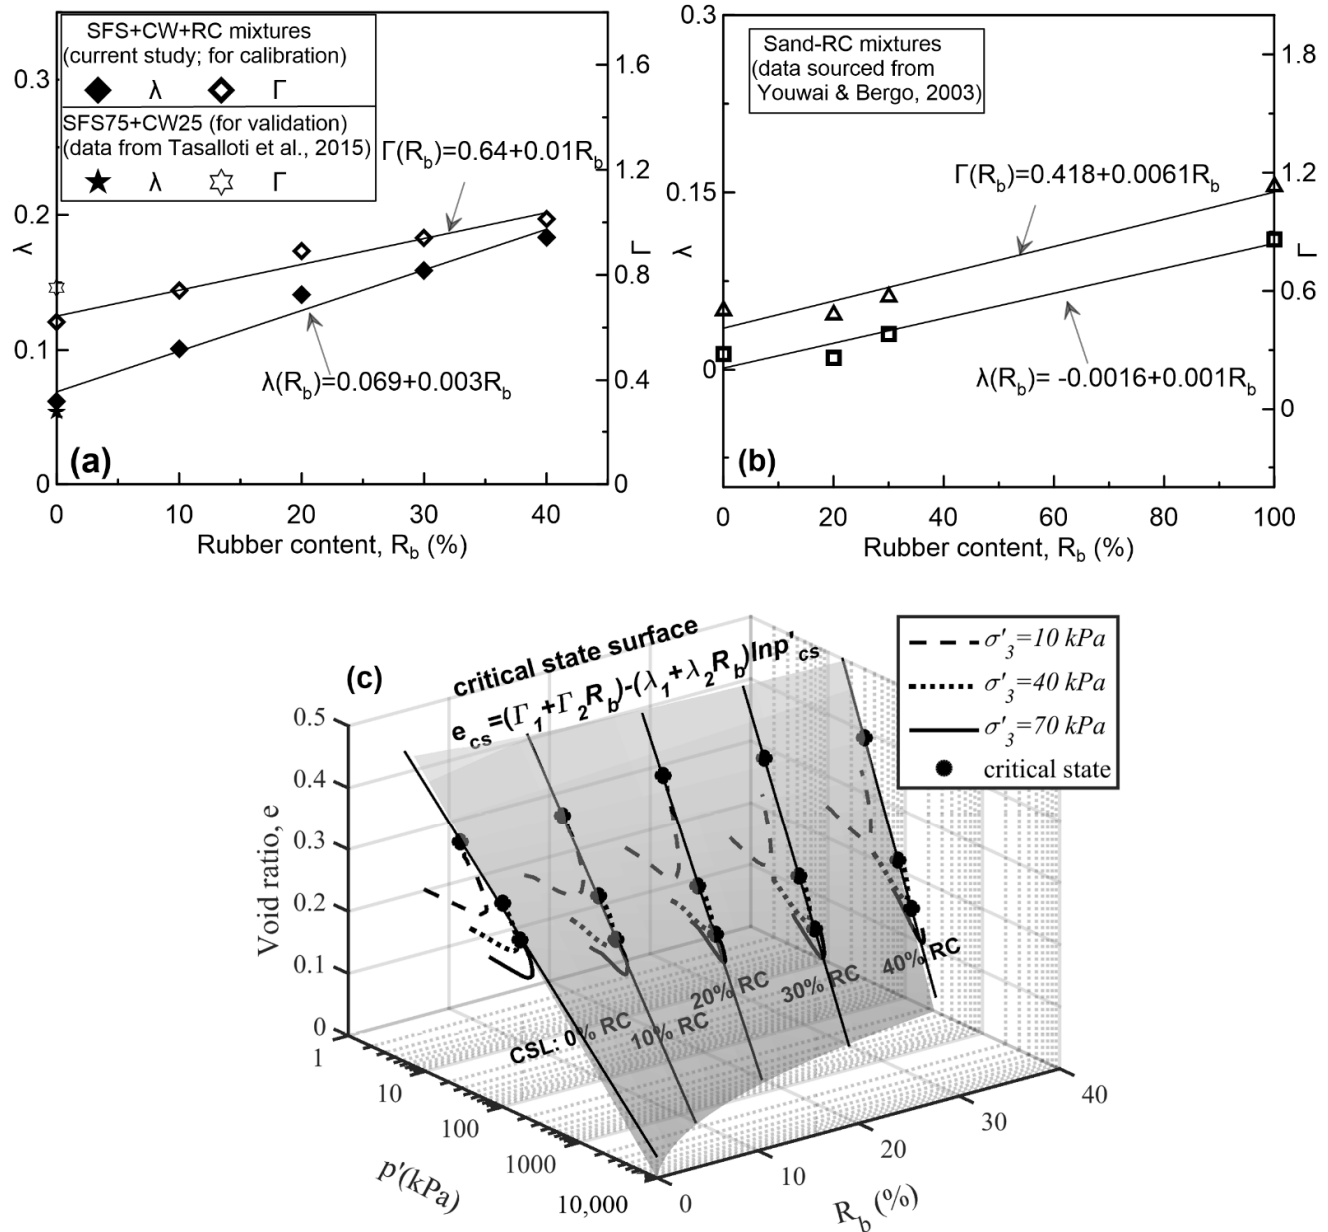 SFS+CW+RC mixtures
(current study; for calibration)
λ Γ
SFS75+CW25 (for validation)
(data from Tasalloti et al., 2015)
λ Γ
Γ(R_b)=0.64+0.01R_b
λ(R_b)=0.069+0.003R_b
(a)
0.3
0.2
0.1
0
λ
1.6
1.2
0.8
0.4
0
Γ
0 10 20 30 40
Rubber content, R_b (%)
Sand-RC mixtures
(data sourced from
Youwai & Bergo, 2003)
Γ(R_b)=0.418+0.0061R_b
λ(R_b)= -0.0016+0.001R_b
(b)
0.3
0.15
0
λ
1.8
1.2
0.6
0
Γ
0 20 40 60 80 100
Rubber content, R_b (%)
(c)
critical state surface
e_cs=(Γ_1+Γ_2R_b)-(λ_1+λ_2R_b)lnp'_cs
σ'_3=10 kPa
σ'_3=40 kPa
σ'_3=70 kPa
critical state
0.5
0.4
0.3
0.2
0.1
0
Void ratio, e
CSL: 0% RC
10% RC
20% RC
30% RC
40% RC
1
10
100
1000
10,000
p'(kPa)
0
10
20
30
40
R_b (%)